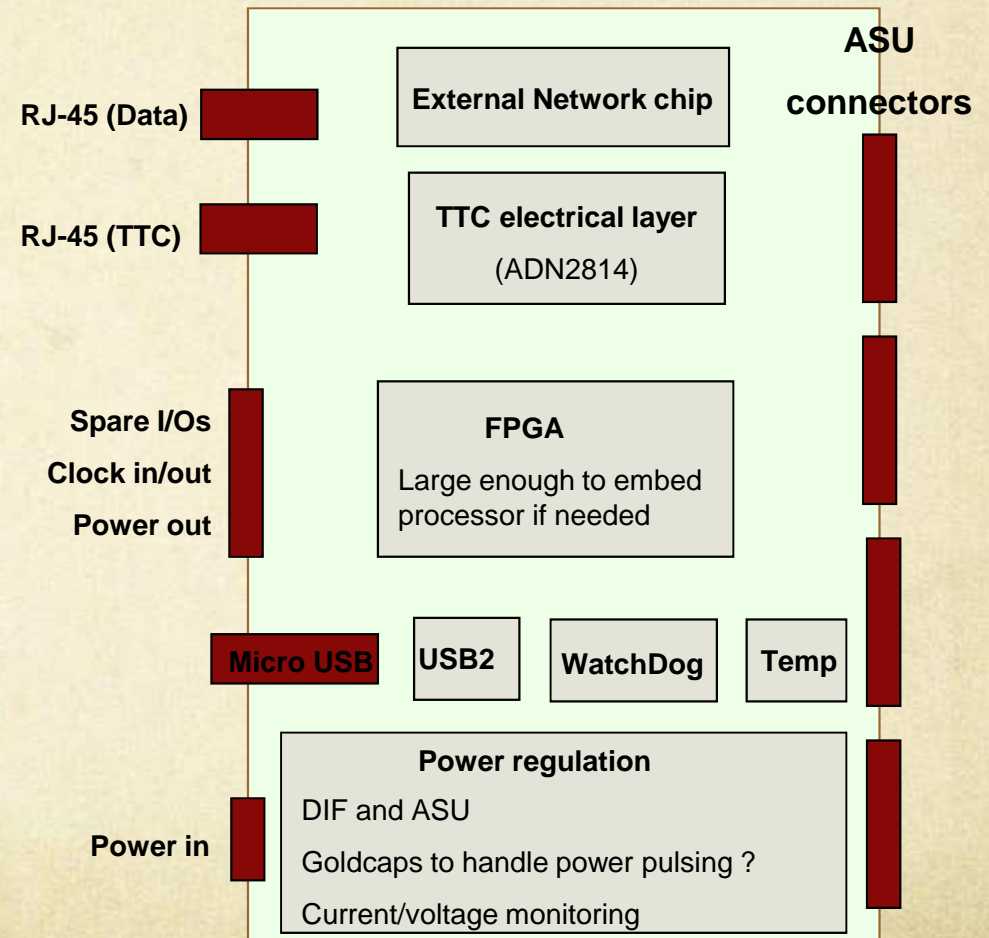 ASU
connectors
RJ-45 (Data)
External Network chip
RJ-45 (TTC)
TTC electrical layer
(ADN2814)
Spare I/Os
Clock in/out
Power out
FPGA
Large enough to embed
processor if needed
Micro USB
USB2
WatchDog
Temp
Power in
Power regulation
DIF and ASU
Goldcaps to handle power pulsing ?
Current/voltage monitoring